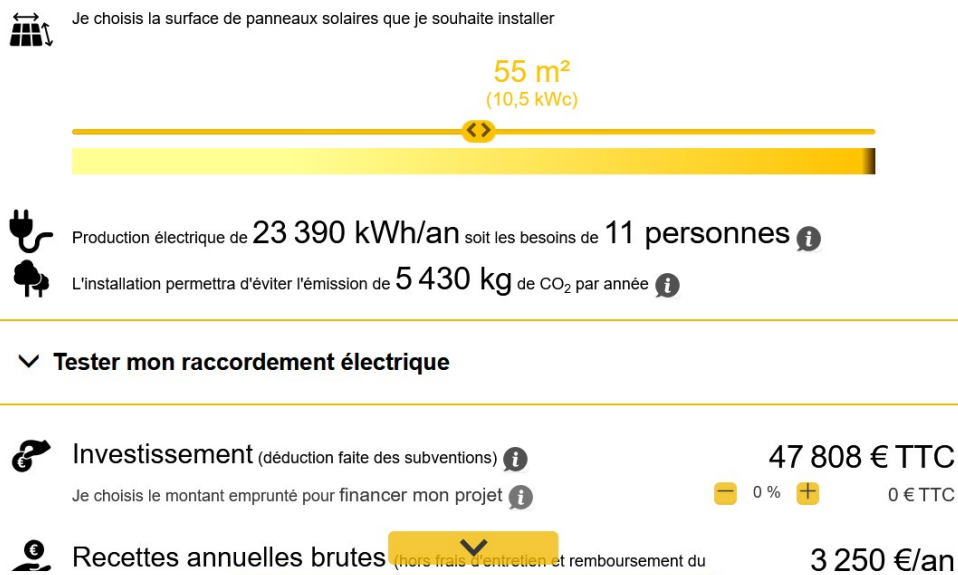 Je choisis la surface de panneaux solaires que je souhaite installer
55 m²
(10,5 kWc)
Production électrique de 23 390 kWh/an soit les besoins de 11 personnes
L'installation permettra d'éviter l'émission de 5 430 kg de CO₂ par année
Tester mon raccordement électrique
Investissement (déduction faite des subventions) 47 808 € TTC
Je choisis le montant emprunté pour financer mon projet 0 % 0 € TTC
Recettes annuelles brutes (hors frais d'entretien et remboursement du 3 250 €/an